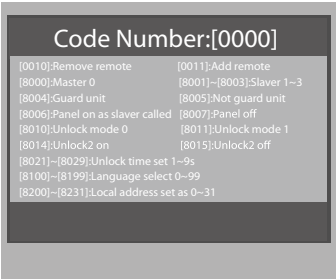 Code Number:[0000]
[0010]:Remove remote [0011]:Add remote
[8000]:Master 0 [8001]~[8003]:Slaver 1~3
[8004]:Guard unit [8005]:Not guard unit
[8006]:Panel on as slaver called [8007]:Panel off
[8010]:Unlock mode 0 [8011]:Unlock mode 1
[8014]:Unlock2 on [8015]:Unlock2 off
[8021]~[8029]:Unlock time set 1~9s
[8100]~[8199]:Language select 0~99
[8200]~[8231]:Local address set as 0~31